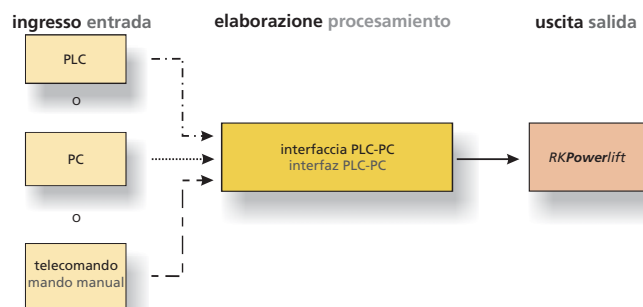 ingresso entrada
elaborazione procesamiento
uscita salida
PLC
o
PC
o
telecomando
mando manual
interfaccia PLC-PC
interfaz PLC-PC
RKPowerlift